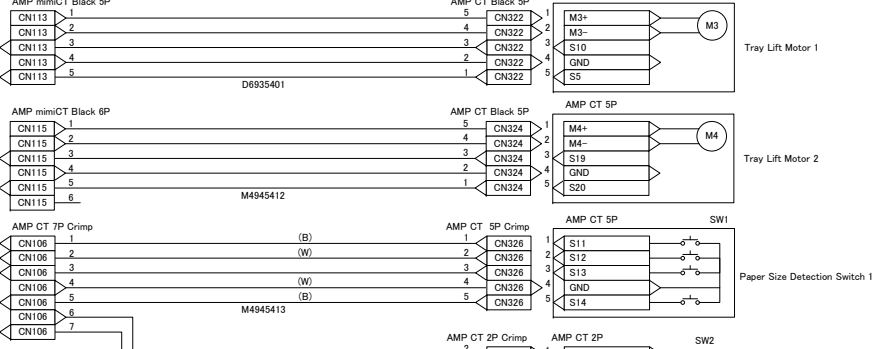 AMP mimiCT Black 5P
AMP CT Black 5P
CN113 1 5 CN322 1 M3+
CN113 2 4 CN322 2 M3-
M3
CN113 3 3 CN322 3 S10
Tray Lift Motor 1
CN113 4 2 CN322 4 GND
CN113 5 1 CN322 5 S5
D6935401
AMP mimiCT Black 6P
AMP CT Black 5P
AMP CT 5P
CN115 1 5 CN324 1 M4+
CN115 2 4 CN324 2 M4-
M4
CN115 3 3 CN324 3 S19
Tray Lift Motor 2
CN115 4 2 CN324 4 GND
CN115 5 1 CN324 5 S20
M4945412
CN115 6
AMP CT 7P Crimp
AMP CT 5P Crimp
AMP CT 5P
SW1
CN106 1 (B) 1 CN326 1 S11
CN106 2 (W) 2 CN326 2 S12
CN106 3 3 CN326 3 S13
Paper Size Detection Switch 1
CN106 4 (W) 4 CN326 4 GND
CN106 5 (B) 5 CN326 5 S14
M4945413
CN106 6
CN106 7
AMP CT 2P Crimp
AMP CT 2P
SW2